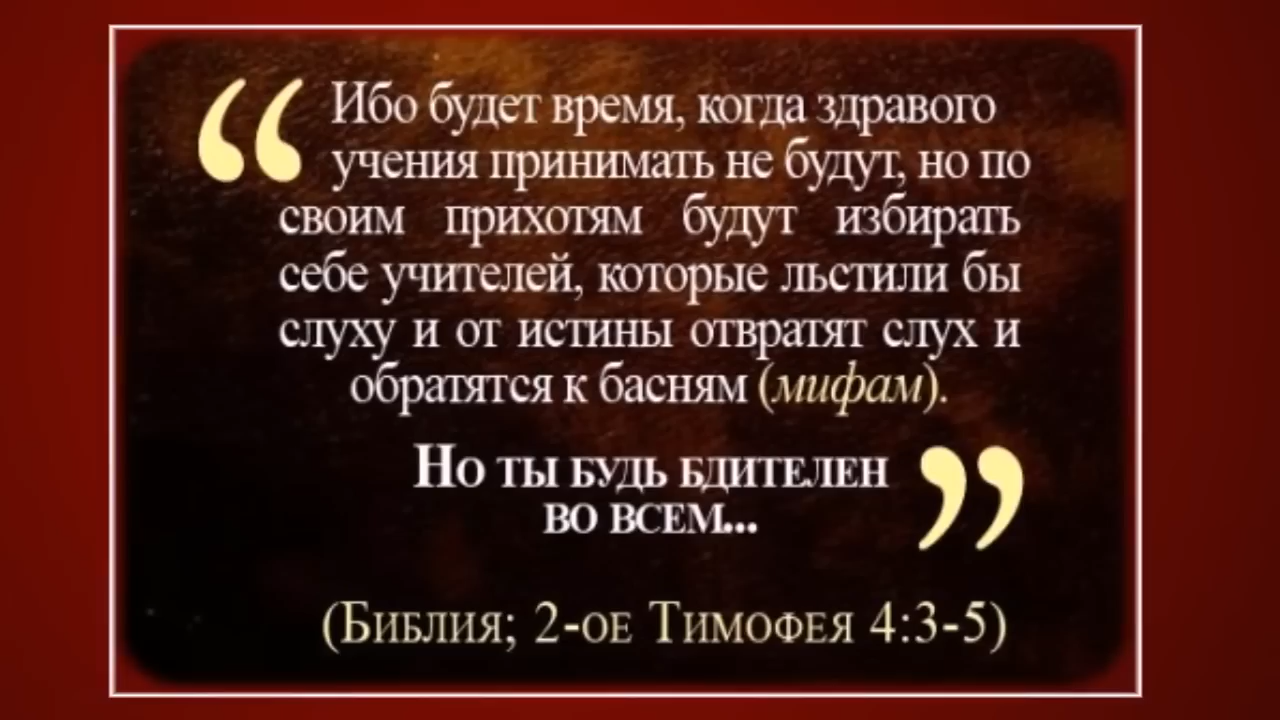 “ Ибо будет время, когда здравого
учения принимать не будут, но по
своим прихотям будут избирать
себе учителей, которые льстили бы
слуху и от истины отвратят слух и
обратятся к басням (мифам).
Но ты будь бдителен ”
во всем...
(Библия; 2-ое Тимофея 4:3-5)